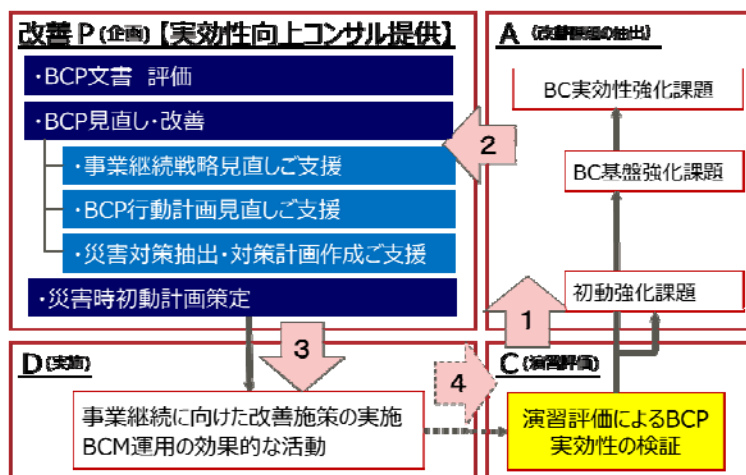 改善P(企画)【実効性向上コンサル提供】
・BCP文書 評価
・BCP見直し・改善
・事業継続戦略見直しご支援
・BCP行動計画見直しご支援
・災害対策抽出・対策計画作成ご支援
・災害時初動計画策定
A (改善課題の抽出)
BC実効性強化課題
2
BC基盤強化課題
初動強化課題
1
3
D(実施)
事業継続に向けた改善施策の実施
BCM運用の効果的な活動
4
C(演習評価)
演習評価によるBCP
実効性の検証